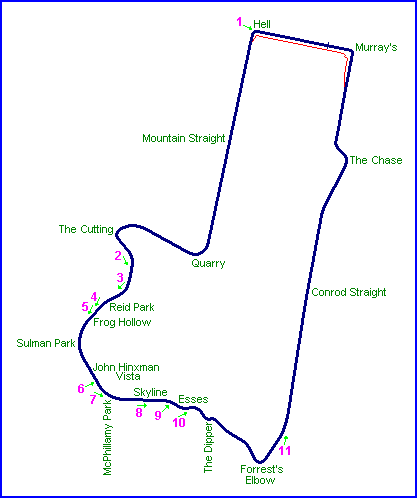 1
Hell
Murray's
Mountain Straight
The Chase
The Cutting
2
Quarry
3
Conrod Straight
4
5
Reid Park
Frog Hollow
Sulman Park
John Hinxman
Vista
6
7
Skyline
Esses
8
9
10
McPhillamy Park
The Dipper
11
Forrest's
Elbow